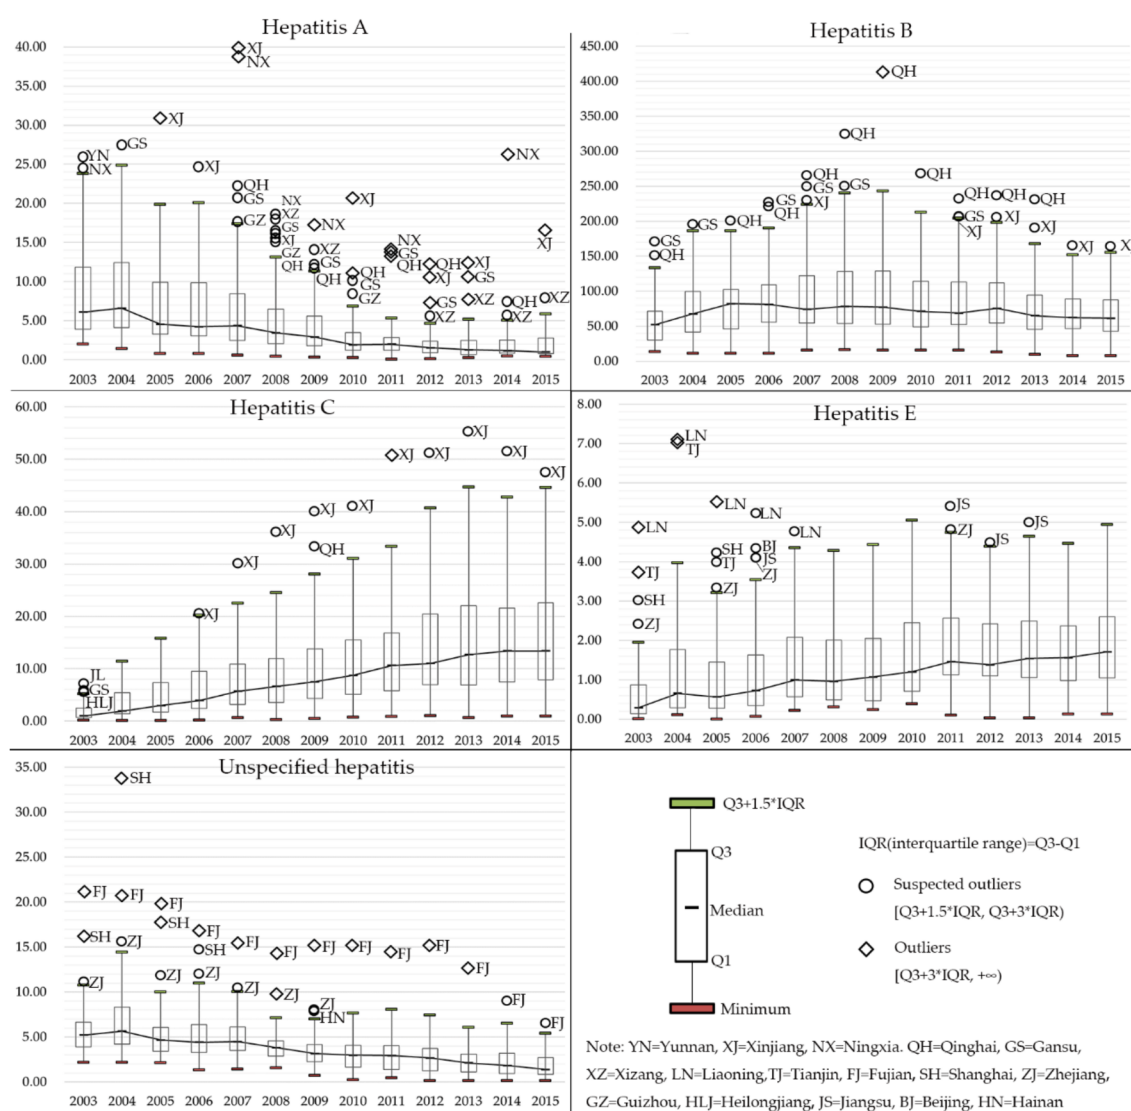 Hepatitis A
40.00
35.00
30.00
25.00
20.00
15.00
10.00
5.00
0.00
XJ
NX
XJ
YN
NX
GS
XJ
QH
GS
GZ
NX
XZ
GS
XJ
GZ
QH
NX
XZ
GS
QH
XJ
QH
GS
GZ
NX
GS
QH
QH
XJ
GS
XZ
XJ
GS
XZ
NX
QH
XZ
XJ
XZ
2003 2004 2005 2006 2007 2008 2009 2010 2011 2012 2013 2014 2015
Hepatitis B
450.00
400.00
350.00
300.00
250.00
200.00
150.00
100.00
50.00
0.00
GS
QH
GS
QH
GS
QH
QH
GS
XJ
QH
GS
QH
QH
QH
GS
XJ
QH
XJ
QH
XJ
XJ
X
2003 2004 2005 2006 2007 2008 2009 2010 2011 2012 2013 2014 2015
Hepatitis C
60.00
50.00
40.00
30.00
20.00
10.00
0.00
JL
GS
HLJ
XJ
XJ
XJ
XJ
QH
XJ
XJ
XJ
XJ
XJ
XJ
2003 2004 2005 2006 2007 2008 2009 2010 2011 2012 2013 2014 2015
Hepatitis E
8.00
7.00
6.00
5.00
4.00
3.00
2.00
1.00
0.00
LN
TJ
SH
ZJ
LN
TJ
LN
SH
TJ
ZJ
LN
BJ
JS
ZJ
LN
JS
ZJ
JS
JS
2003 2004 2005 2006 2007 2008 2009 2010 2011 2012 2013 2014 2015
Unspecified hepatitis
35.00
30.00
25.00
20.00
15.00
10.00
5.00
0.00
FJ
SH
ZJ
SH
FJ
ZJ
FJ
SH
ZJ
FJ
SH
ZJ
FJ
ZJ
FJ
ZJ
FJ
ZJ
HN
FJ
FJ
FJ
FJ
FJ
FJ
2003 2004 2005 2006 2007 2008 2009 2010 2011 2012 2013 2014 2015
Q3+1.5*IQR
Q3
Median
Q1
Minimum
IQR(interquartile range)=Q3-Q1
Suspected outliers
[Q3+1.5*IQR, Q3+3*IQR)
Outliers
[Q3+3*IQR, +∞)
Note: YN=Yunnan, XJ=Xinjiang, NX=Ningxia. QH=Qinghai, GS=Gansu,
XZ=Xizang, LN=Liaoning,TJ=Tianjin, FJ=Fujian, SH=Shanghai, ZJ=Zhejiang,
GZ=Guizhou, HLJ=Heilongjiang, JS=Jiangsu, BJ=Beijing, HN=Hainan